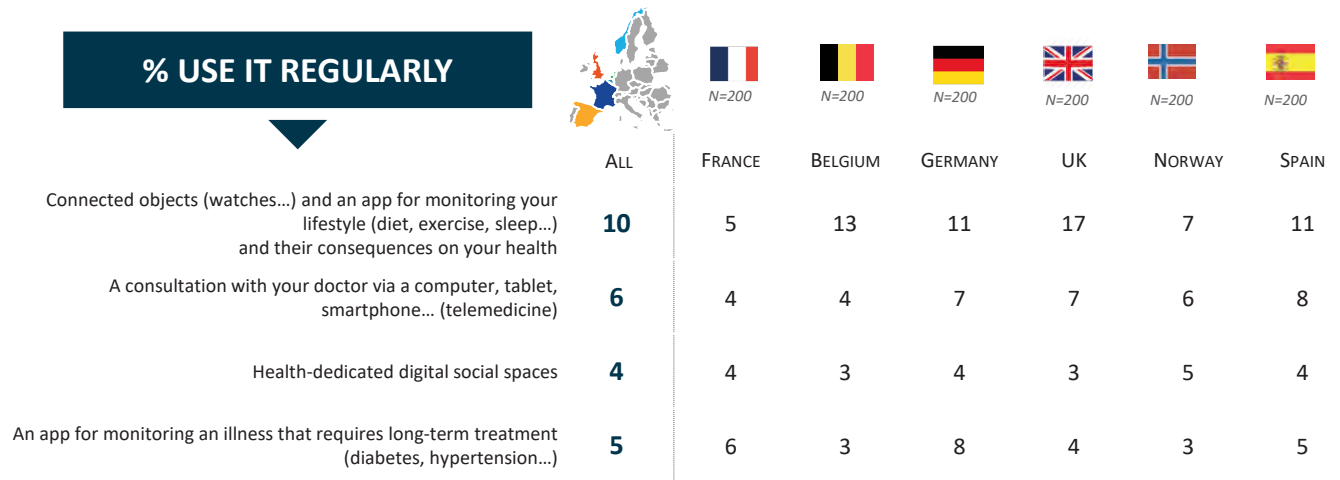 % USE IT REGULARLY
N=200 N=200 N=200 N=200 N=200 N=200
ALL FRANCE BELGIUM GERMANY UK NORWAY SPAIN
Connected objects (watches…) and an app for monitoring your
lifestyle (diet, exercise, sleep…)
and their consequences on your health
10 5 13 11 17 7 11
A consultation with your doctor via a computer, tablet,
smartphone… (telemedicine)
6 4 4 7 7 6 8
Health-dedicated digital social spaces
4 4 3 4 3 5 4
An app for monitoring an illness that requires long-term treatment
(diabetes, hypertension…)
5 6 3 8 4 3 5